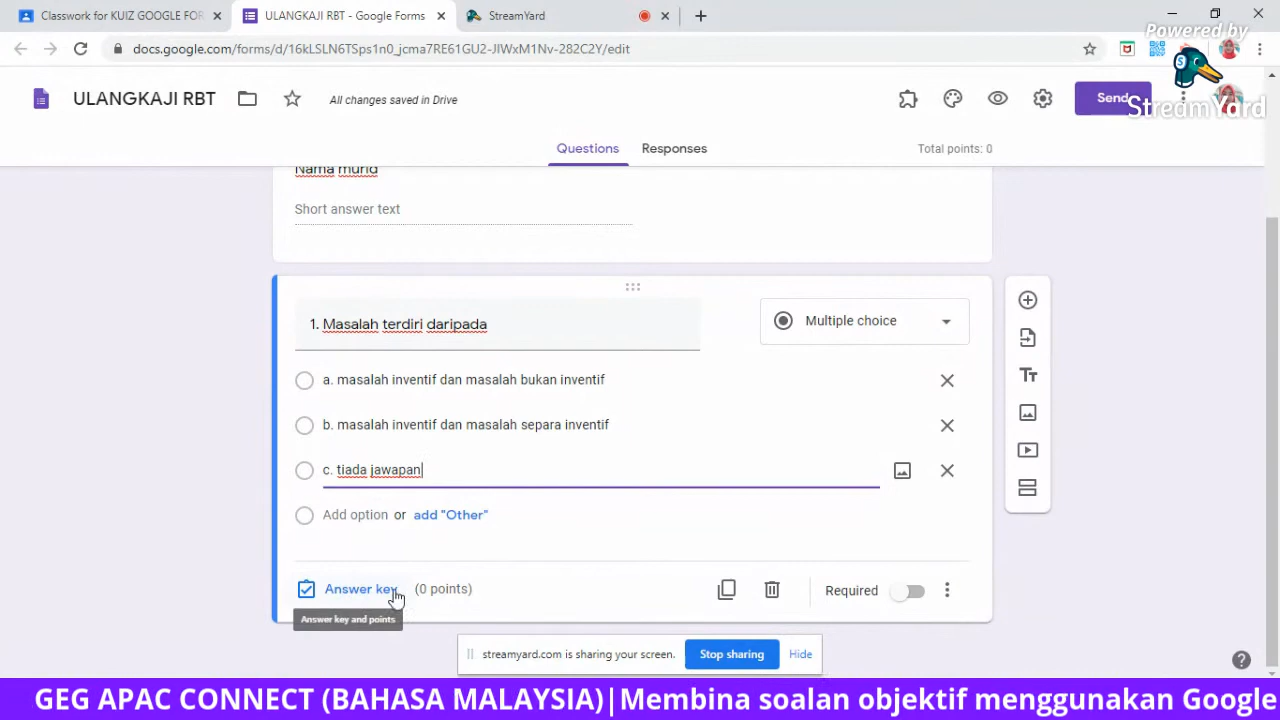 Classwork for KUIZ GOOGLE FOR
ULANGKAJI RBT - Google Forms
StreamYard
docs.google.com/forms/d/16kLSLN6TSps1n0_jcma7RE61GU2-JIWxM1Nv-282C2Y/edit
Powered by
StreamYard
ULANGKAJI RBT
All changes saved in Drive
Send
Questions
Responses
Total points: 0
Nama murid
Short answer text
1. Masalah terdiri daripada
Multiple choice
a. masalah inventif dan masalah bukan inventif
b. masalah inventif dan masalah separa inventif
c. tiada jawapan
Add option or add "Other"
Answer key (0 points)
Required
Answer key and points
streamyard.com is sharing your screen.
Stop sharing
Hide
GEG APAC CONNECT (BAHASA MALAYSIA)|Membina soalan objektif menggunakan Google